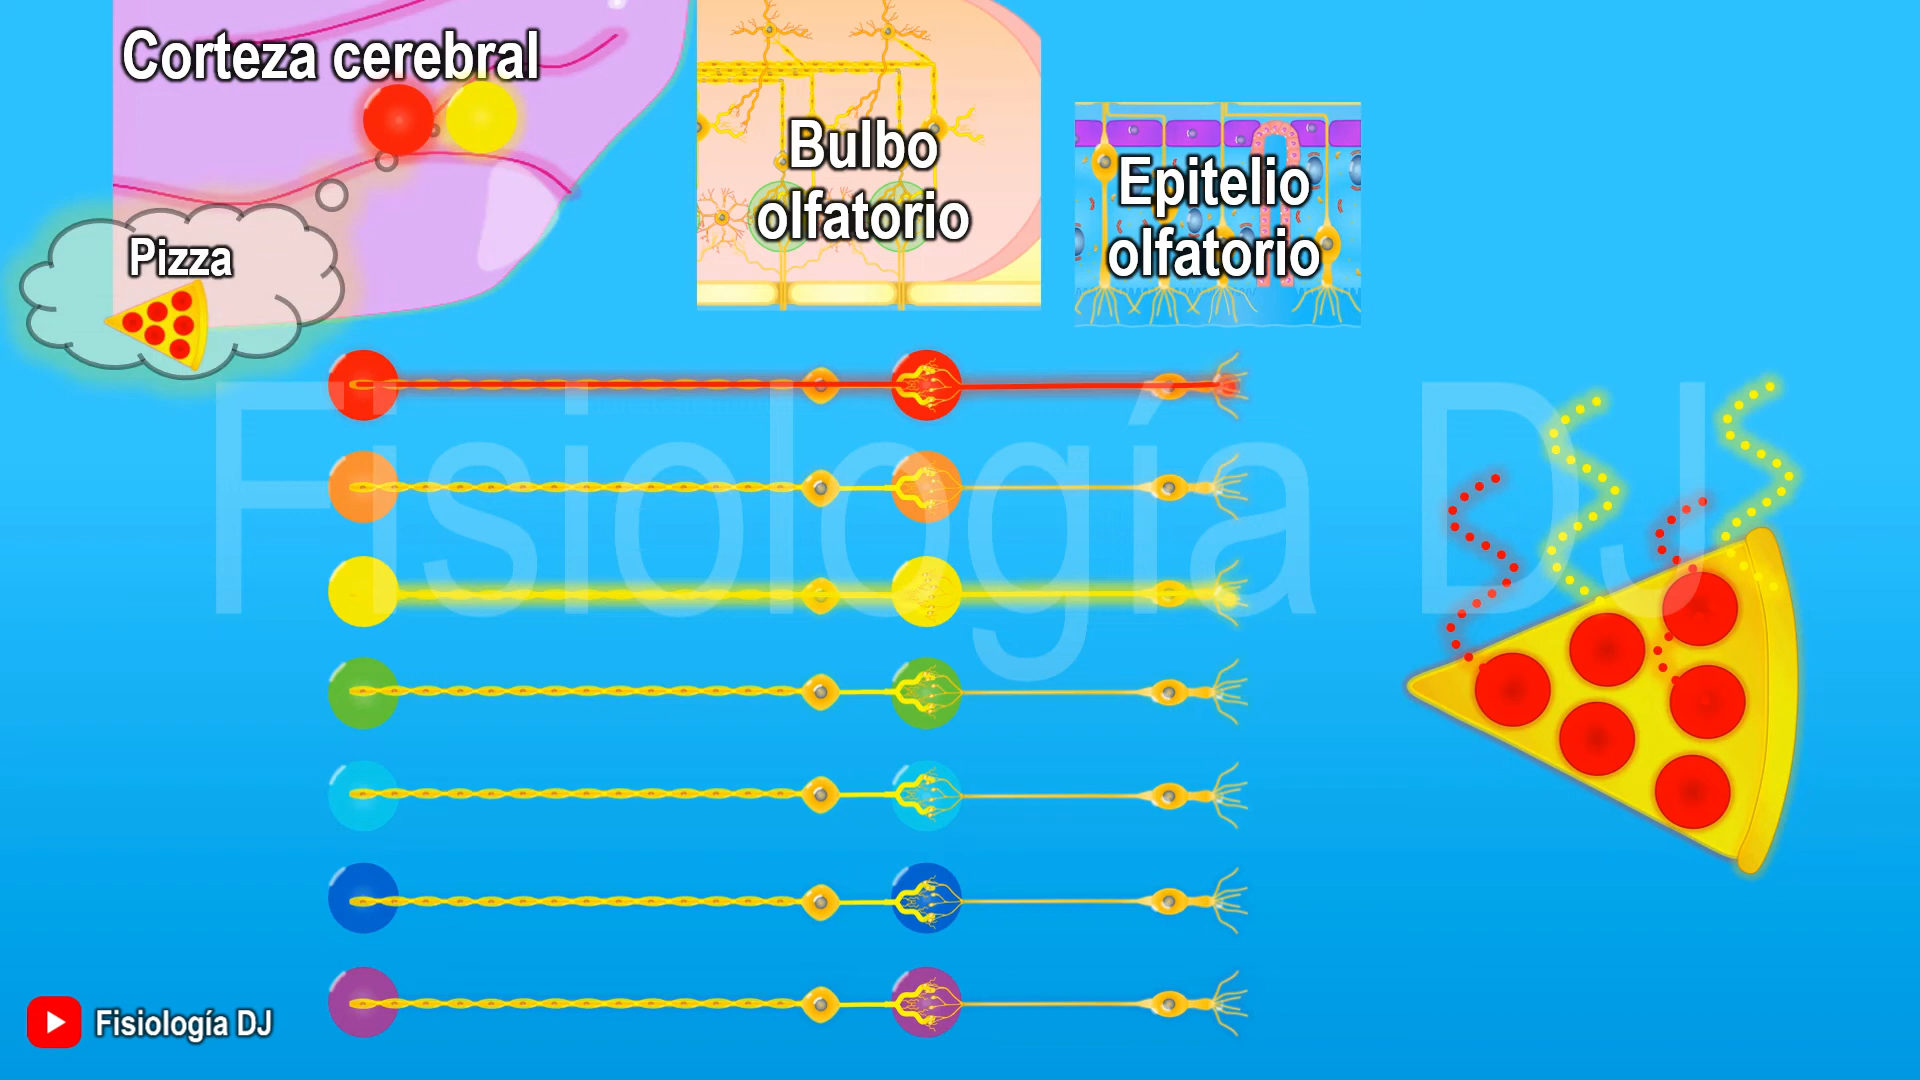 Corteza cerebral
Bulbo
olfatorio
Epitelio
olfatorio
Pizza
Fisiología DJ
Fisiología DJ